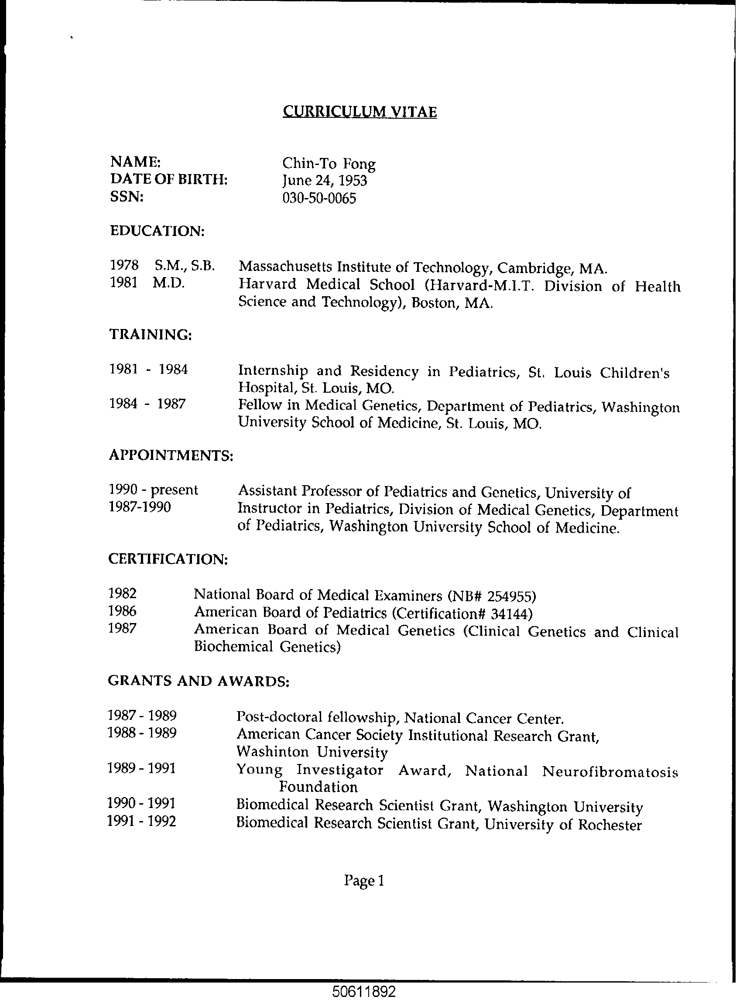 CURRICULUM VITAE
NAME: Chin-To Fong
DATE OF BIRTH: June 24, 1953
SSN: 030-50-0065
EDUCATION:
1978 S.M., S.B. Massachusetts Institute of Technology, Cambridge, MA.
1981 M.D. Harvard Medical School (Harvard-M.I.T. Division of Health
Science and Technology), Boston, MA.
TRAINING:
1981 - 1984 Internship and Residency in Pediatrics, St. Louis Children's
Hospital, St. Louis, MO.
1984 - 1987 Fellow in Medical Genetics, Department of Pediatrics, Washington
University School of Medicine, St. Louis, MO.
APPOINTMENTS:
1990 - present Assistant Professor of Pediatrics and Genetics, University of
1987-1990 Instructor in Pediatrics, Division of Medical Genetics, Department
of Pediatrics, Washington University School of Medicine.
CERTIFICATION:
1982 National Board of Medical Examiners (NB# 254955)
1986 American Board of Pediatrics (Certification# 34144)
1987 American Board of Medical Genetics (Clinical Genetics and Clinical
Biochemical Genetics)
GRANTS AND AWARDS:
1987 - 1989 Post-doctoral fellowship, National Cancer Center.
1988 - 1989 American Cancer Society Institutional Research Grant,
Washinton University
1989 - 1991 Young Investigator Award, National Neurofibromatosis
Foundation
1990 - 1991 Biomedical Research Scientist Grant, Washington University
1991 - 1992 Biomedical Research Scientist Grant, University of Rochester
Page 1
50611892